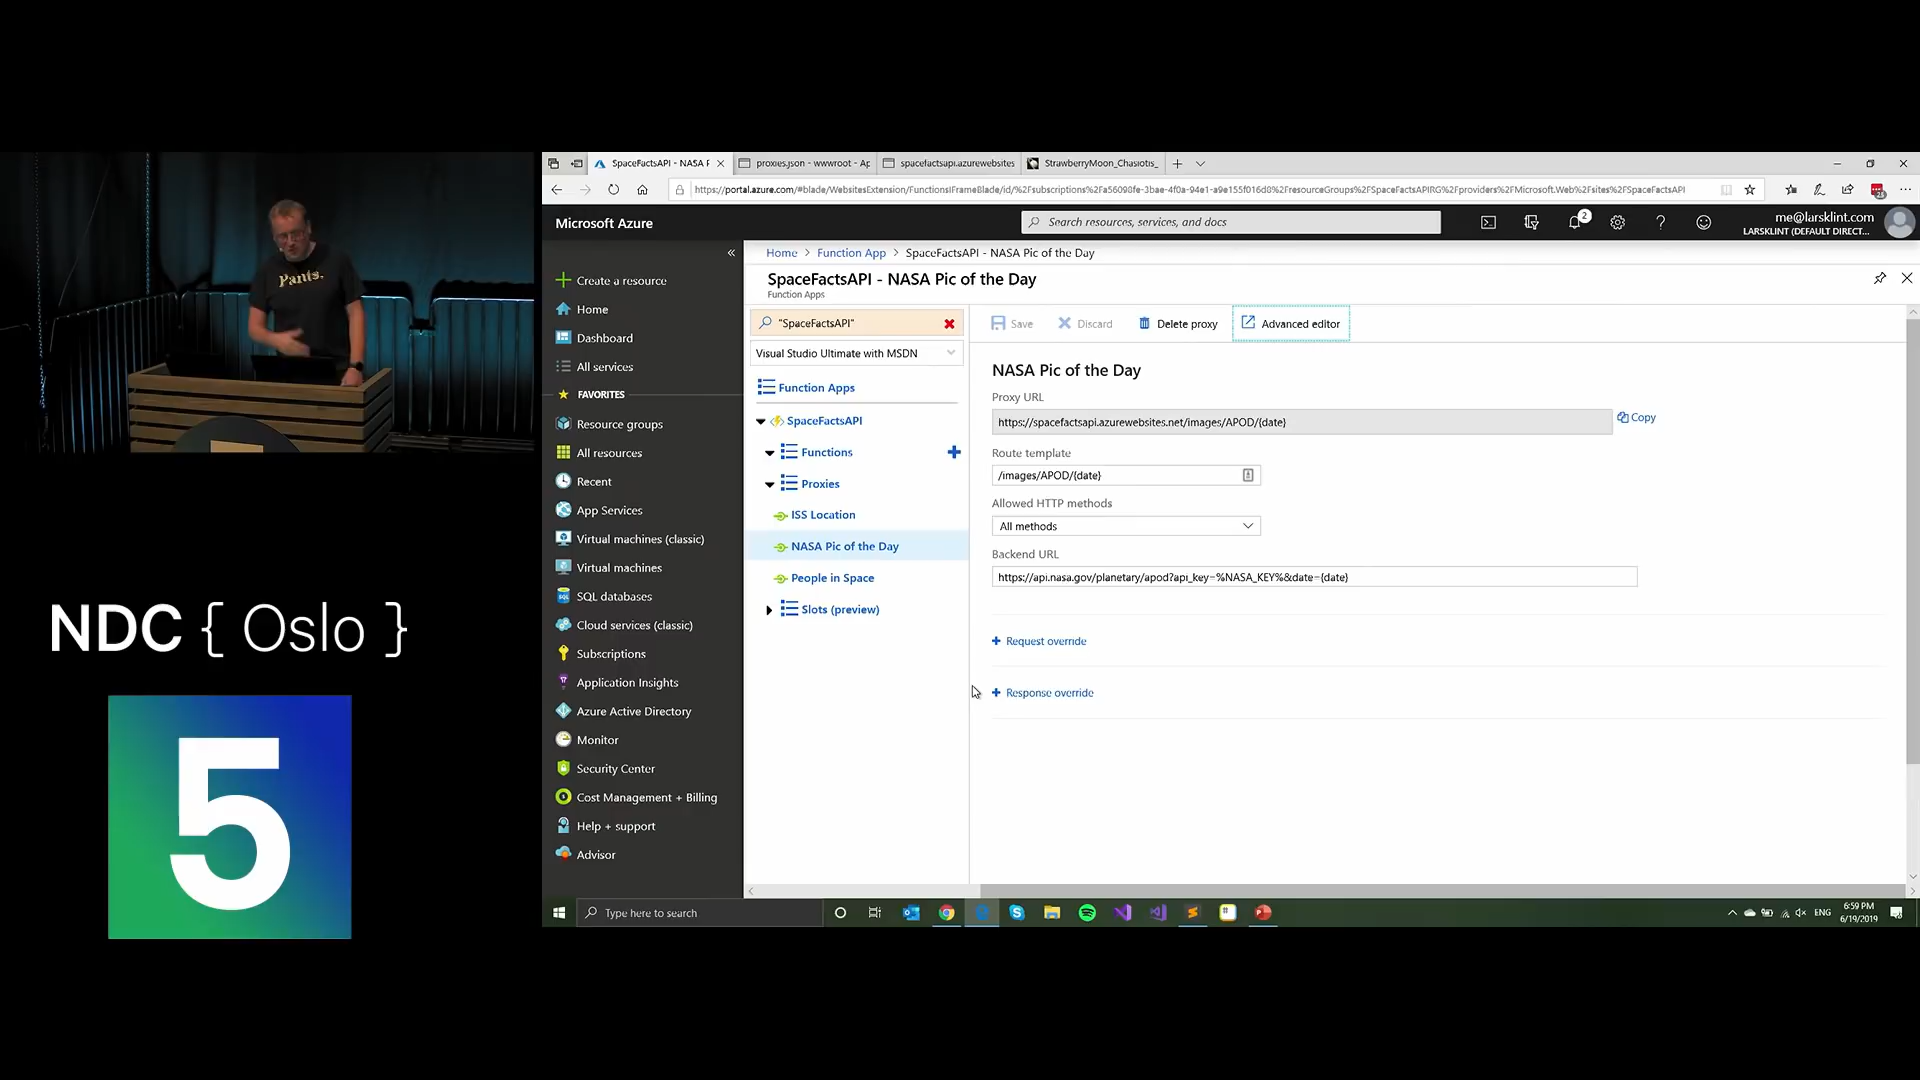 Pants.
NDC { Oslo }
5
SpaceFactsAPI - NASA F
proxies.json - wwwroot - Ap
spacefactsapi.azurewebsites
StrawberryMoon_Chasiotis_
Microsoft Azure
Search resources, services, and docs
2
me@larsklint.com
LARSKLINT (DEFAULT DIRECT...
Create a resource
Home
Dashboard
All services
FAVORITES
Resource groups
All resources
Recent
App Services
Virtual machines (classic)
Virtual machines
SQL databases
Cloud services (classic)
Subscriptions
Application Insights
Azure Active Directory
Monitor
Security Center
Cost Management + Billing
Help + support
Advisor
Home > Function App > SpaceFactsAPI - NASA Pic of the Day
SpaceFactsAPI - NASA Pic of the Day
Function Apps
"SpaceFactsAPI"
Visual Studio Ultimate with MSDN
Function Apps
SpaceFactsAPI
Functions
Proxies
ISS Location
NASA Pic of the Day
People in Space
Slots (preview)
Save
Discard
Delete proxy
Advanced editor
NASA Pic of the Day
Proxy URL
https://spacefactsapi.azurewebsites.net/images/APOD/{date}
Copy
Route template
/images/APOD/{date}
Allowed HTTP methods
All methods
Backend URL
https://api.nasa.gov/planetary/apod?api_key=%NASA_KEY%&date={date}
Request override
Response override
Type here to search
ENG
6:59 PM
6/19/2019